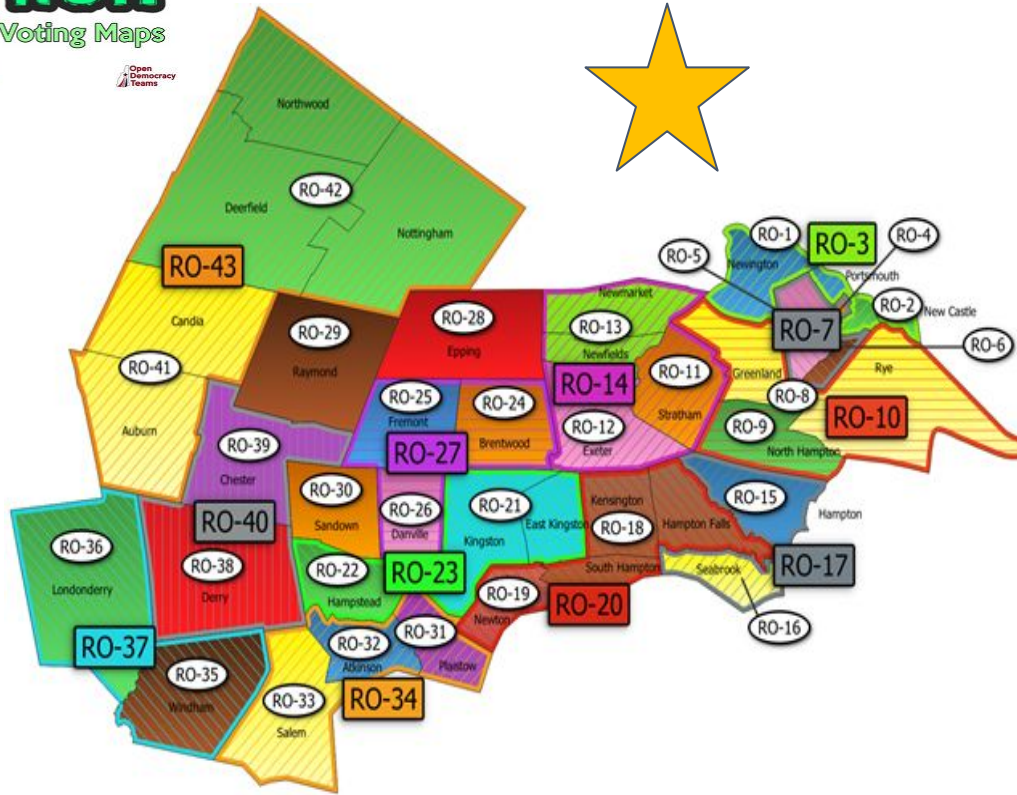 Voting Maps
Open
Democracy
Teams
Northwood
RO-42
Deerfield
Nottingham
RO-43
RO-1
RO-3
RO-4
RO-5
Newington
Portsmouth
RO-2
New Castle
RO-7
RO-6
Candia
RO-29
RO-28
Newmarket
RO-13
Epping
Newfields
Raymond
RO-41
RO-11
Greenland
Rye
RO-14
RO-8
RO-25
RO-24
Stratham
RO-10
Fremont
RO-12
RO-9
Auburn
RO-39
RO-27
Brentwood
Exeter
North Hampton
Chester
RO-30
RO-26
RO-21
Kensington
RO-15
RO-40
Sandown
Danville
Kingston
East Kingston
RO-18
Hampton Falls
Hampton
RO-36
RO-38
RO-22
RO-23
South Hampton
Seabrook
RO-17
Londonderry
Derry
Hampstead
RO-19
RO-20
Newton
RO-16
RO-37
RO-32
RO-31
Atkinson
Plaistow
RO-35
RO-33
RO-34
Windham
Salem